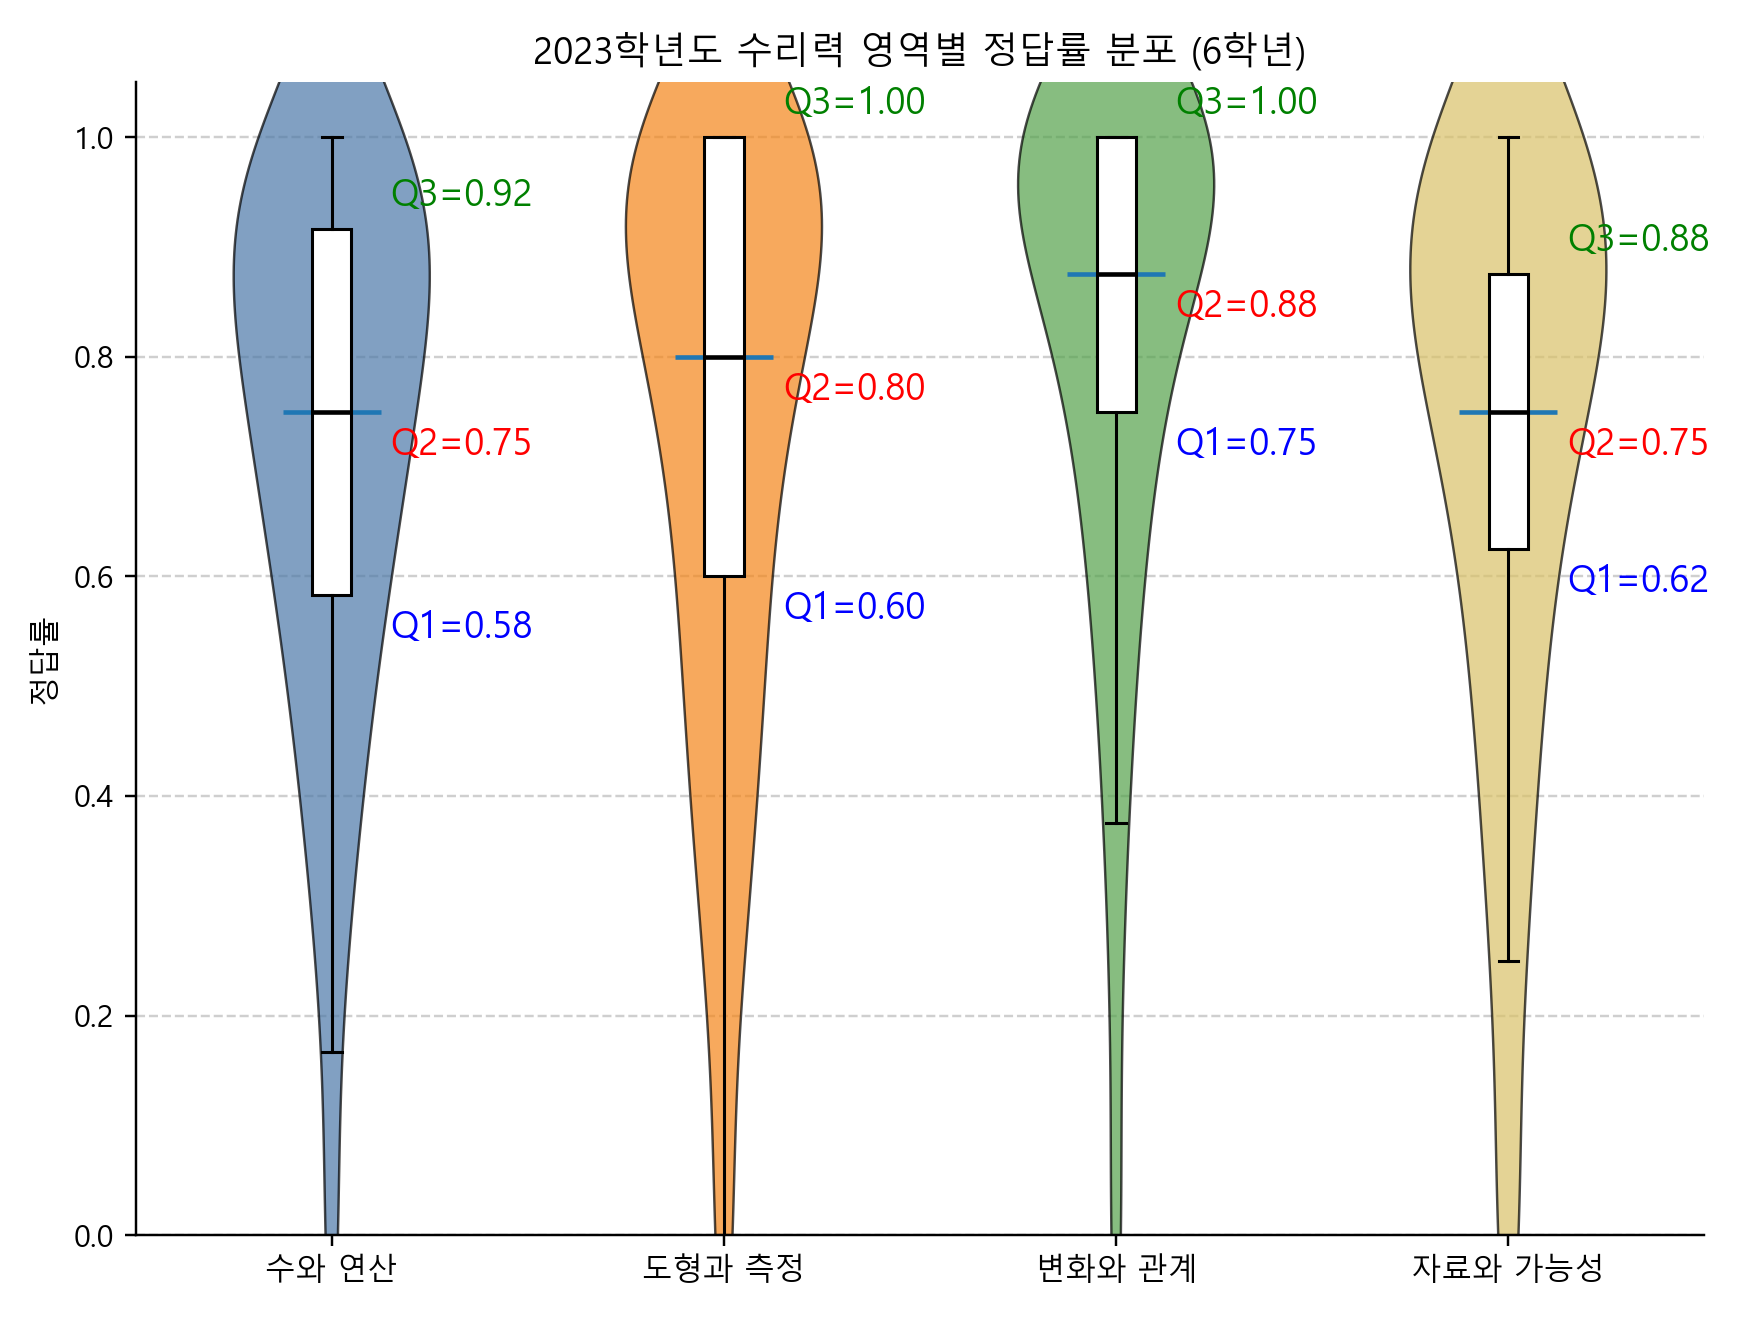 2023학년도 수리력 영역별 정답률 분포 (6학년)
정답률
1.0
0.8
0.6
0.4
0.2
0.0
Q3=0.92
Q2=0.75
Q1=0.58
Q3=1.00
Q2=0.80
Q1=0.60
Q3=1.00
Q2=0.88
Q1=0.75
Q3=0.88
Q2=0.75
Q1=0.62
수와 연산
도형과 측정
변화와 관계
자료와 가능성